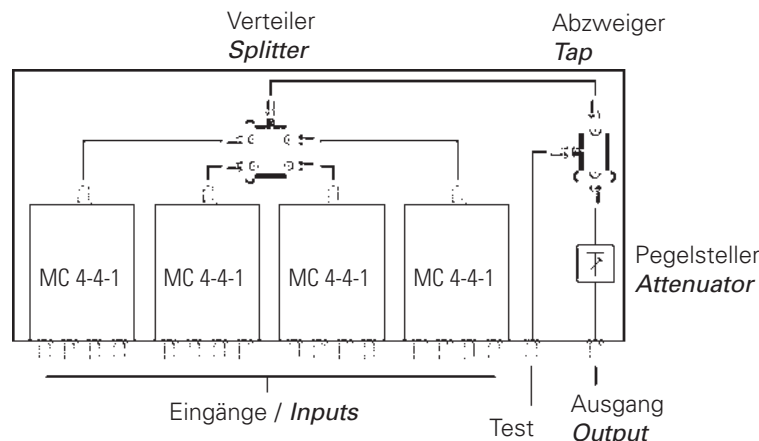 Verteiler
Splitter
Abzweiger
Tap
MC 4-4-1
MC 4-4-1
MC 4-4-1
MC 4-4-1
Pegelsteller
Attenuator
Eingänge / Inputs
Test
Ausgang
Output